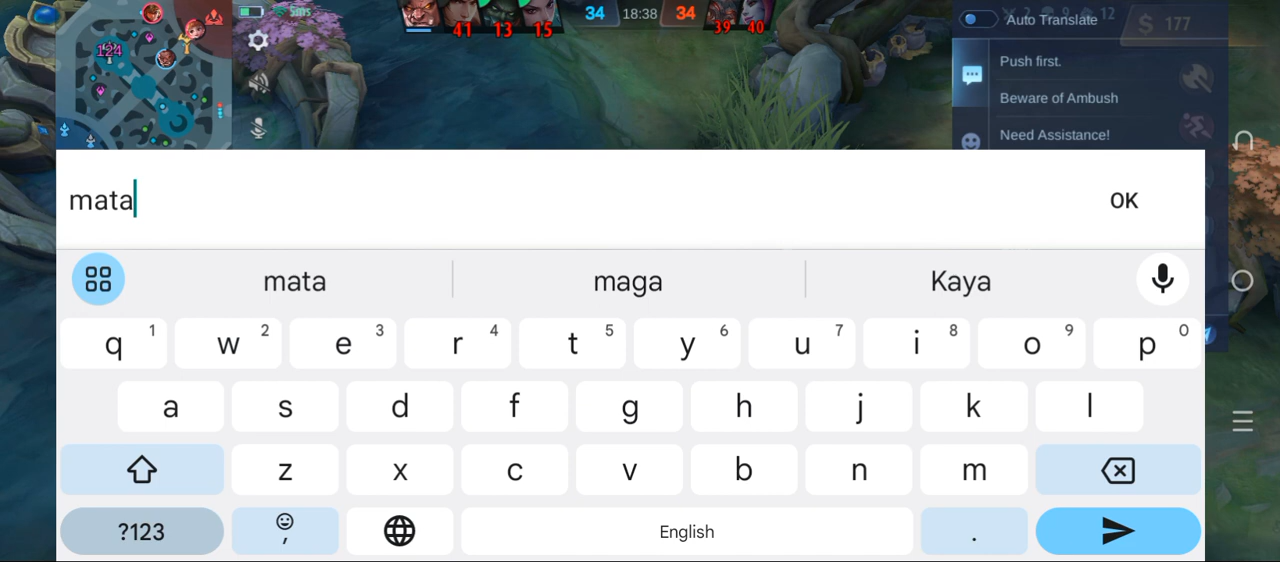 5ms
41 13 15 34 18:38 34 39 40
124
Auto Translate
$ 177
Push first.
Beware of Ambush
Need Assistance!
mata OK
mata maga Kaya
q 1 w 2 e 3 r 4 t 5 y 6 u 7 i 8 o 9 p 0
a s d f g h j k l
z x c v b n m
?123 , English .